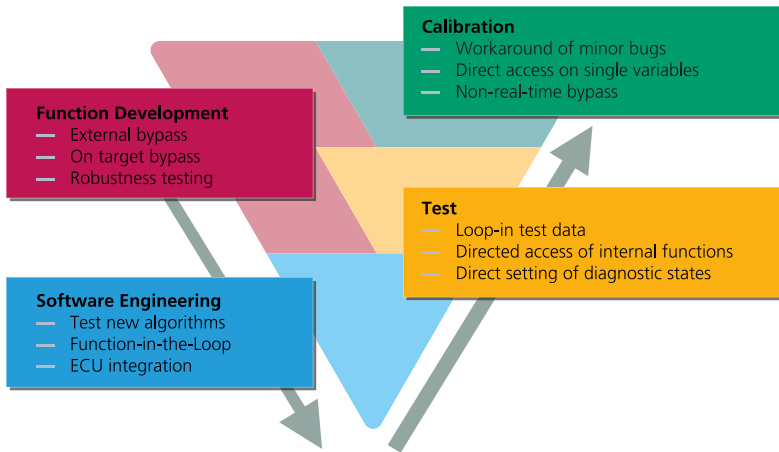 Calibration
Workaround of minor bugs
Direct access on single variables
Non-real-time bypass
Function Development
External bypass
On target bypass
Robustness testing
Test
Loop-in test data
Directed access of internal functions
Direct setting of diagnostic states
Software Engineering
Test new algorithms
Function-in-the-Loop
ECU integration